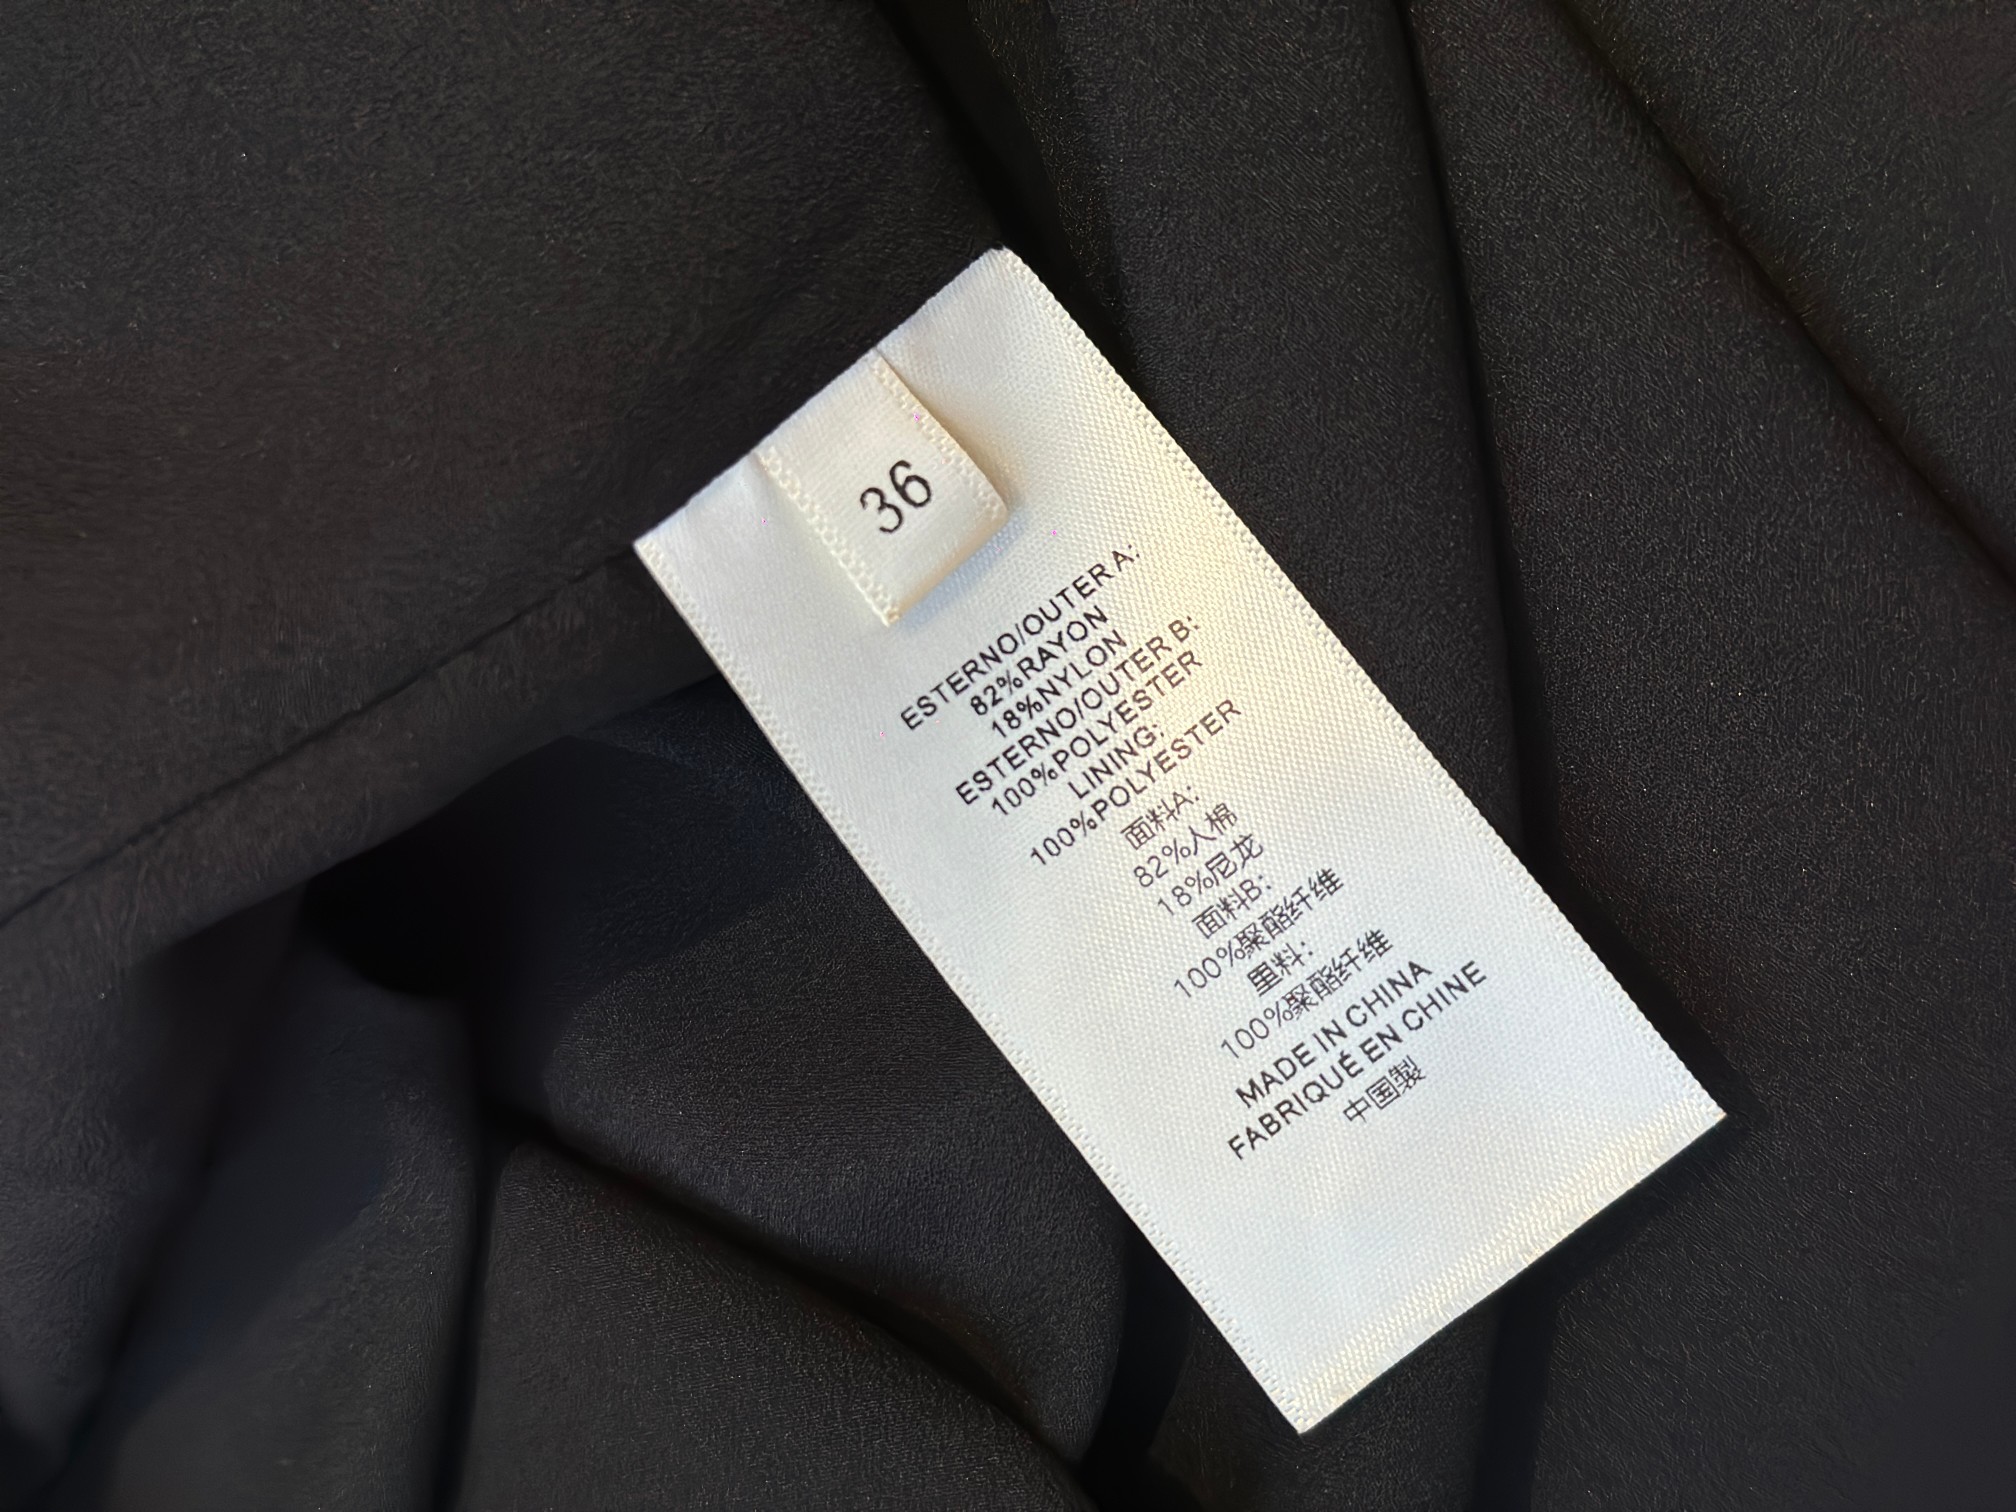 36
ESTERNO/OUTER A:
82%RAYON
18%NYLON
ESTERNO/OUTER B:
100%POLYESTER
LINING:
100%POLYESTER
面料A:
82%人棉
18%尼龙
面料B:
100%聚酯纤维
里料:
100%聚酯纤维
MADE IN CHINA
FABRIQUÉ EN CHINE
中国製